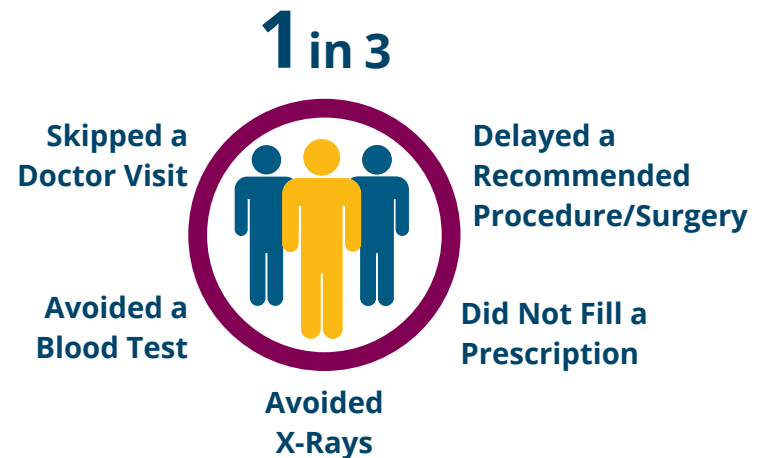 1 in 3
Skipped a
Doctor Visit
Delayed a
Recommended
Procedure/Surgery
Avoided a
Blood Test
Did Not Fill a
Prescription
Avoided
X-Rays